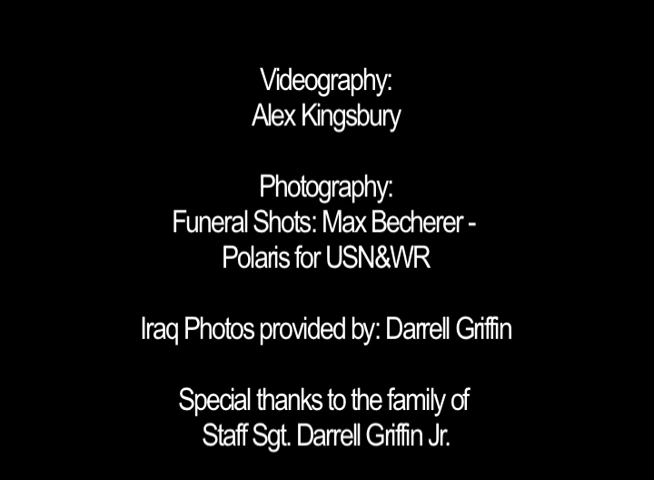 Videography:
Alex Kingsbury
Photography:
Funeral Shots: Max Becherer -
Polaris for USN&WR
Iraq Photos provided by: Darrell Griffin
Special thanks to the family of
Staff Sgt. Darrell Griffin Jr.